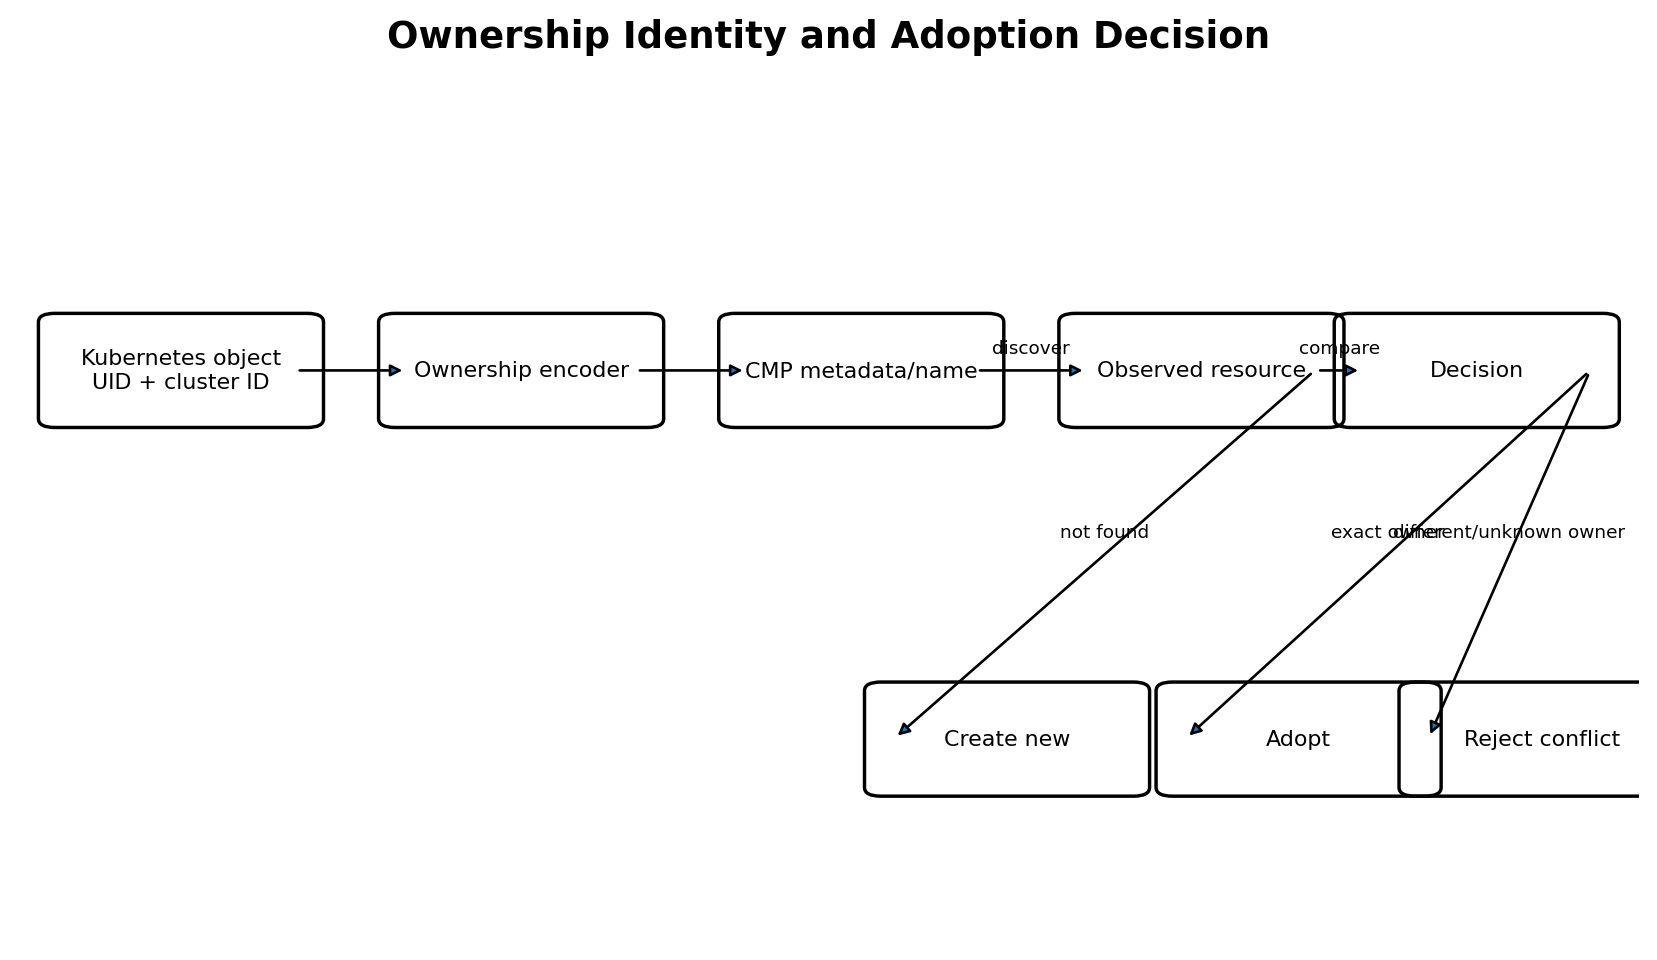 Ownership Identity and Adoption Decision
Kubernetes object
UID + cluster ID
Ownership encoder
CMP metadata/name
discover
Observed resource
compare
Decision
not found
exact owner
different/unknown owner
Create new
Adopt
Reject conflict